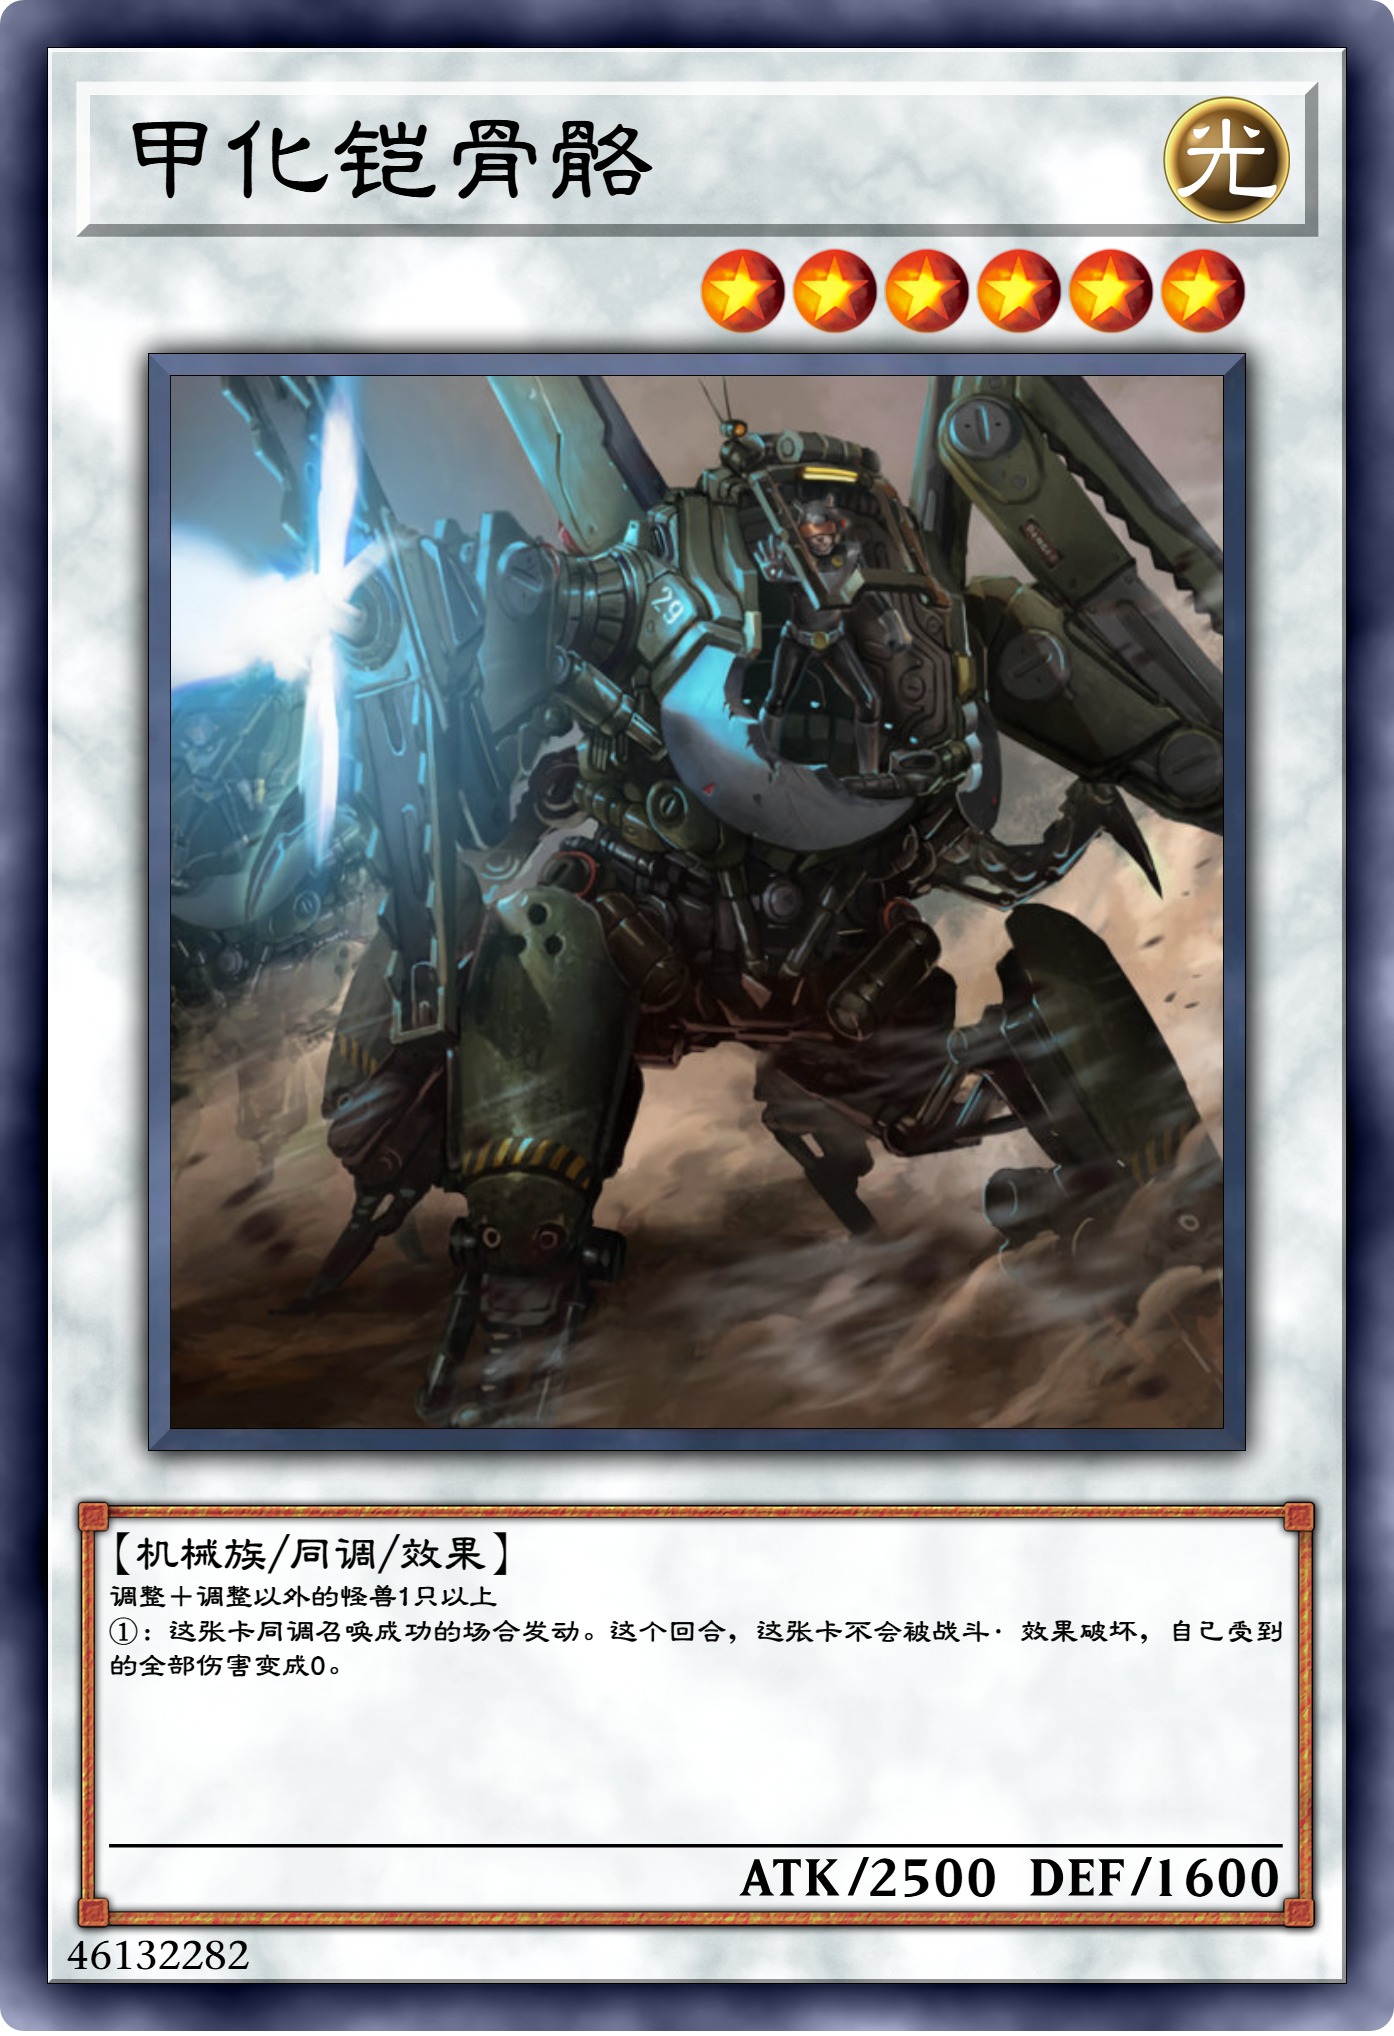 甲化铠骨骼
光
29
【机械族/同调/效果】
调整＋调整以外的怪兽1只以上
①：这张卡同调召唤成功的场合发动。这个回合，这张卡不会被战斗·效果破坏，自己受到
的全部伤害变成0。
ATK/2500 DEF/1600
46132282